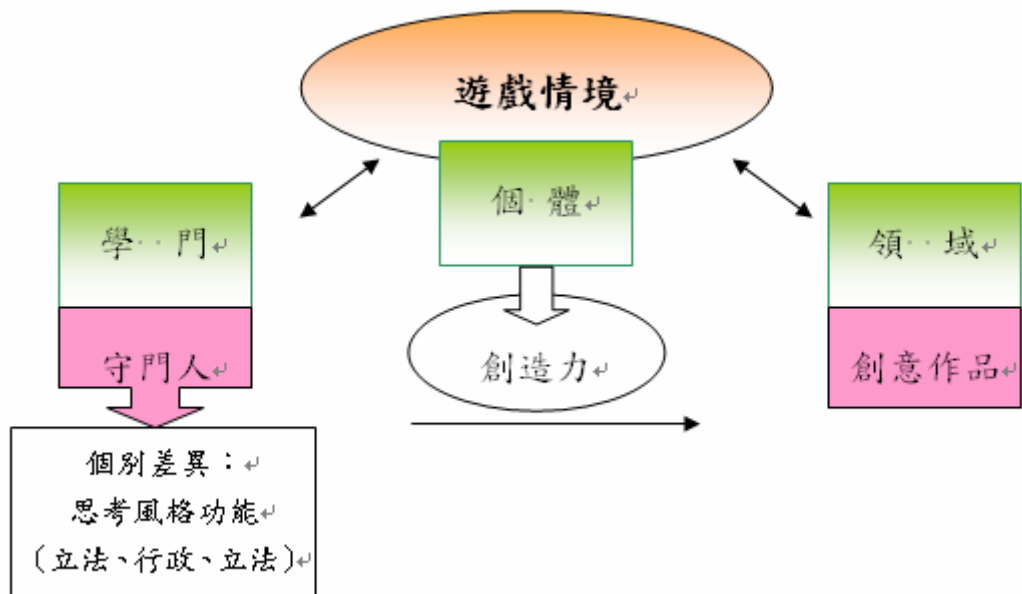 遊戲情境
個 體
學 門
領 域
守門人
創造力
創意作品
個別差異：
思考風格功能
（立法、行政、立法）